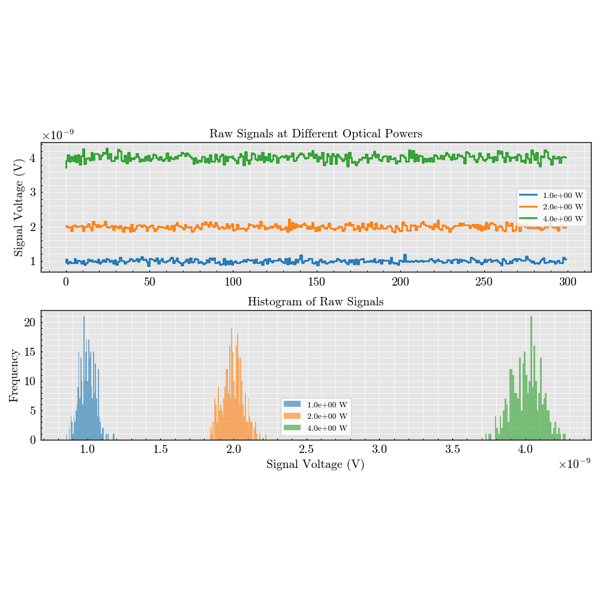 Raw Signals at Different Optical Powers
×10⁻⁹
Signal Voltage (V)
4
3
2
1
1.0e+00 W
2.0e+00 W
4.0e+00 W
0 50 100 150 200 250 300
Histogram of Raw Signals
Frequency
20
15
10
5
0
1.0e+00 W
2.0e+00 W
4.0e+00 W
1.0 1.5 2.0 2.5 3.0 3.5 4.0
Signal Voltage (V)
×10⁻⁹